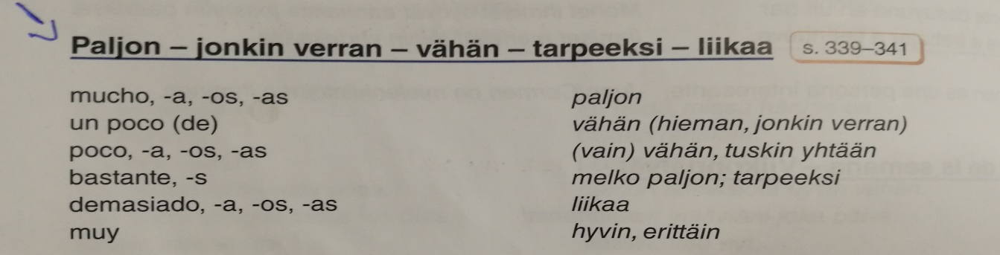 Paljon – jonkin verran – vähän – tarpeeksi – liikaa s. 339–341
mucho, -a, -os, -as paljon
un poco (de) vähän (hieman, jonkin verran)
poco, -a, -os, -as (vain) vähän, tuskin yhtään
bastante, -s melko paljon; tarpeeksi
demasiado, -a, -os, -as liikaa
muy hyvin, erittäin